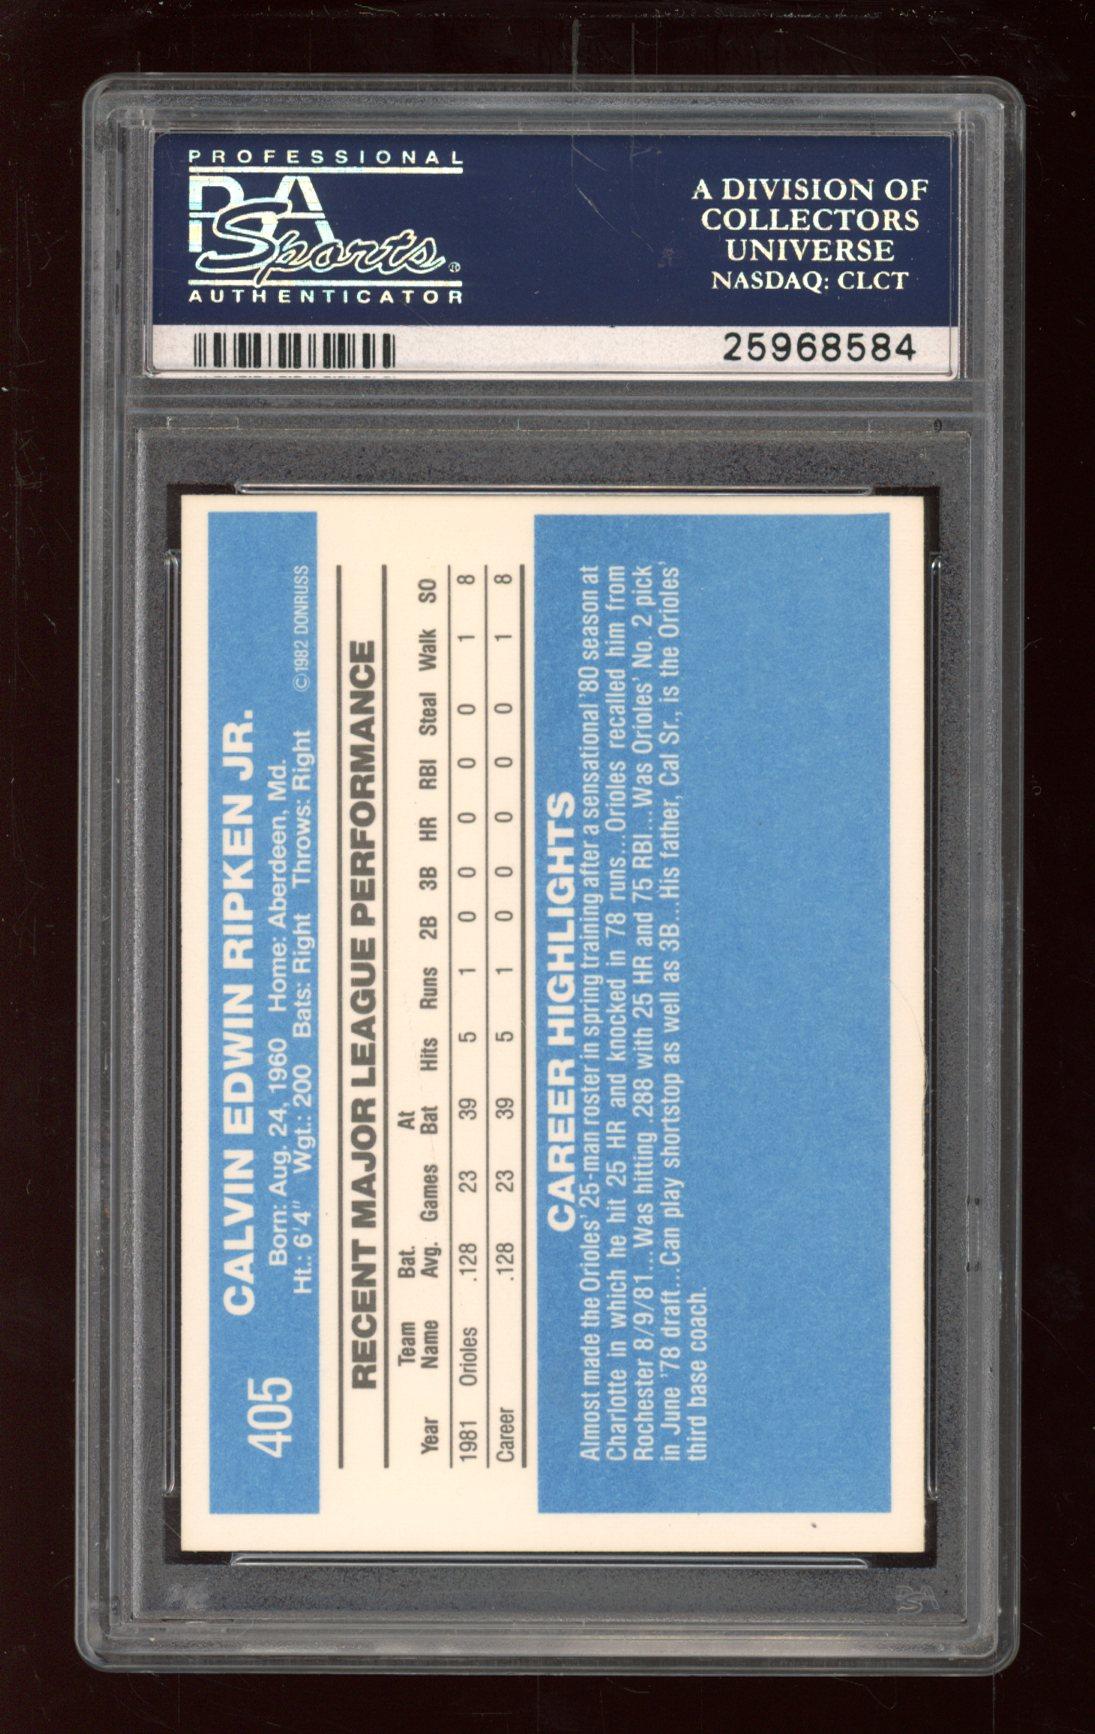 PROFESSIONAL
PSA
Sports®
AUTHENTICATOR
A DIVISION OF
COLLECTORS
UNIVERSE
NASDAQ: CLCT
25968584
405
CALVIN EDWIN RIPKEN JR.
Born: Aug. 24, 1960 Home: Aberdeen, Md.
Ht.: 6'4" Wgt.: 200 Bats: Right Throws: Right ©1982 DONRUSS
RECENT MAJOR LEAGUE PERFORMANCE
Team Bat. At
Year Name Avg. Games Bat Hits Runs 2B 3B HR RBI Steal Walk SO
1981 Orioles .128 23 39 5 1 0 0 0 0 0 1 8
Career .128 23 39 5 1 0 0 0 0 0 1 8
CAREER HIGHLIGHTS
Almost made the Orioles' 25-man roster in spring training after a sensational '80 season at
Charlotte in which he hit 25 HR and knocked in 78 runs...Orioles recalled him from
Rochester 8/9/81...Was hitting .288 with 25 HR and 75 RBI...Was Orioles' No. 2 pick
in June '78 draft...Can play shortstop as well as 3B...His father, Cal Sr., is the Orioles'
third base coach.
PSA